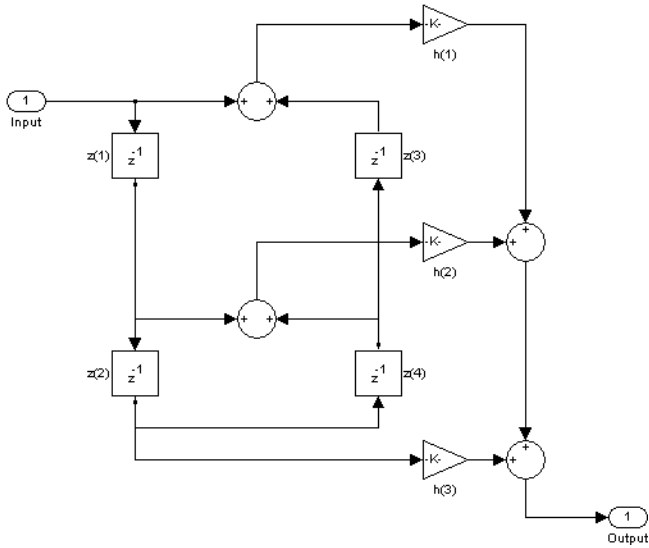 -K-
h(1)
1
Input
+ +
z(1) z^-1 z^-1 z(3)
+
-K- +
h(2)
+ +
z(2) z^-1 z^-1 z(4)
+
-K- +
h(3)
1
Output